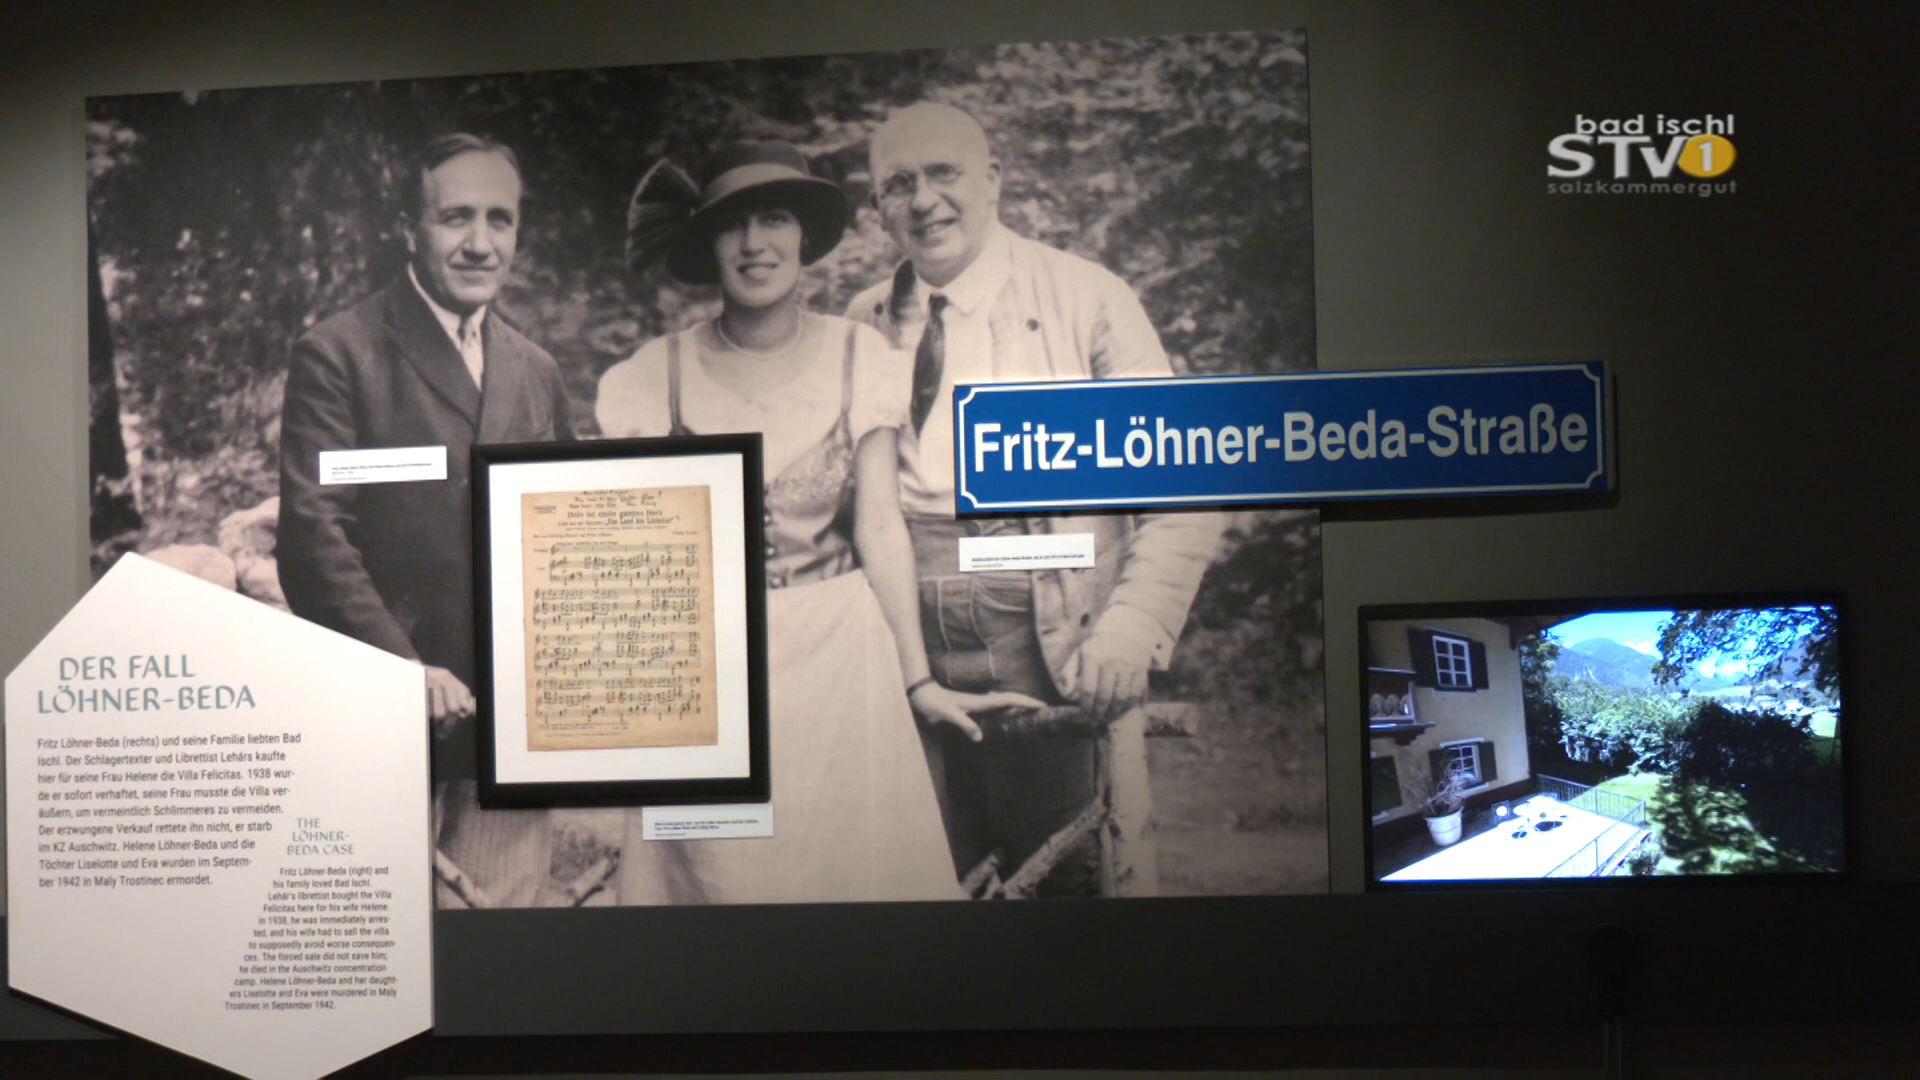 bad ischl
STV1
salzkammergut
Fritz-Löhner-Beda-Straße
Dein ist mein ganzes Herz
"Das Land des Lächelns"
DER FALL
LÖHNER-BEDA
Fritz Löhner-Beda (rechts) und seine Familie liebten Bad
Ischl. Der Schlagertexter und Librettist Lehárs kaufte
hier für seine Frau Helene die Villa Felicitas. 1938 wur-
de er sofort verhaftet, seine Frau musste die Villa ver-
äußern, um vermeintlich Schlimmeres zu vermeiden.
Der erzwungene Verkauf rettete ihn nicht, er starb
im KZ Auschwitz. Helene Löhner-Beda und die
Töchter Liselotte und Eva wurden im Septem-
ber 1942 in Maly Trostinec ermordet.
THE
LÖHNER-
BEDA CASE
Fritz Löhner-Beda (right) and
his family loved Bad Ischl.
Lehár's librettist bought the Villa
Felicitas here for his wife Helene.
In 1938, he was immediately arres-
ted, and his wife had to sell the villa
to supposedly avoid worse consequen-
ces. The forced sale did not save him;
he died in the Auschwitz concentration
camp. Helene Löhner-Beda and her daught-
ers Liselotte and Eva were murdered in Maly
Trostinec in September 1942.